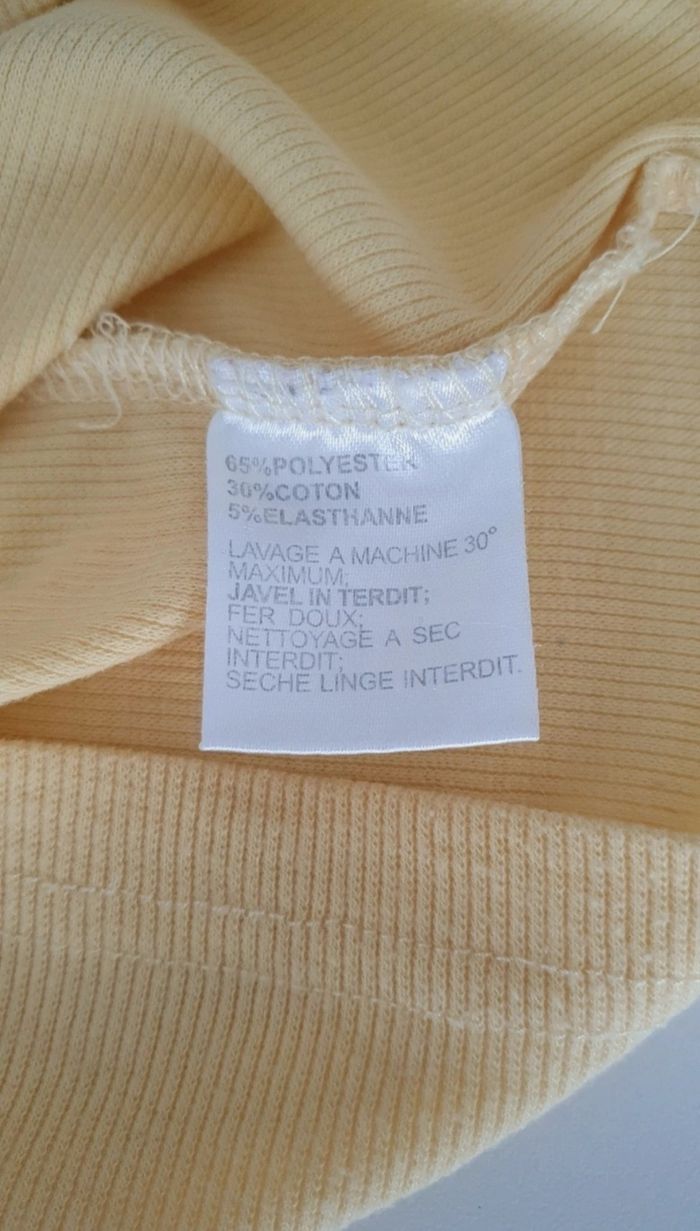 65%POLYESTER
30%COTON
5%ELASTHANNE
LAVAGE A MACHINE 30°
MAXIMUM;
JAVEL IN TERDIT;
FER DOUX;
NETTOYAGE A SEC
INTERDIT;
SECHE LINGE INTERDIT.